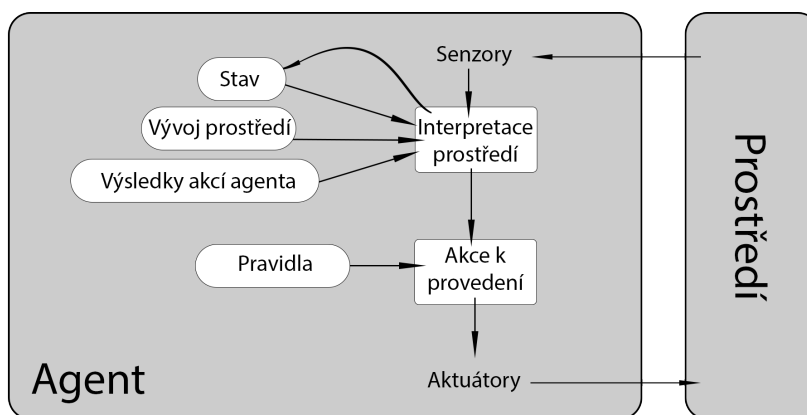 Senzory
Stav
Vývoj prostředí
Interpretace
prostředí
Výsledky akcí agenta
Pravidla
Akce k
provedení
Aktuátory
Agent
Prostředí